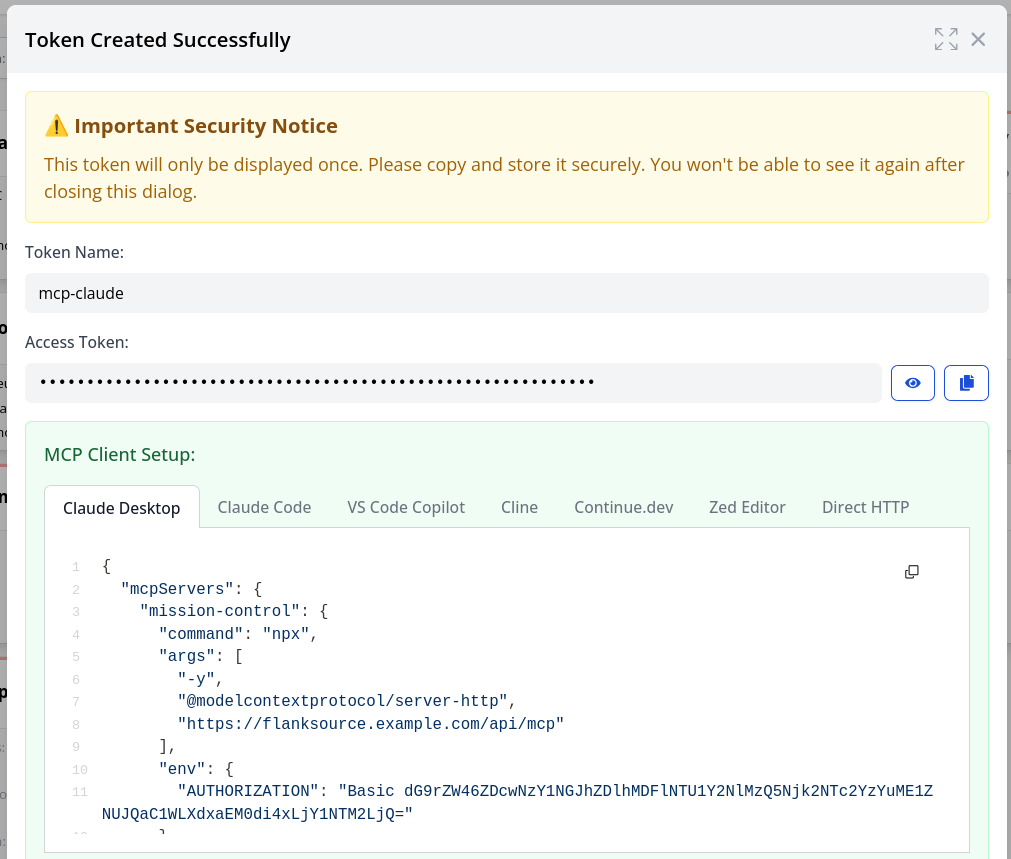 Token Created Successfully
⚠️ Important Security Notice
This token will only be displayed once. Please copy and store it securely. You won't be able to see it again after
closing this dialog.
Token Name:
mcp-claude
Access Token:
•••••••••••••••••••••••••••••••••••••••••••••••••••••••••••
MCP Client Setup:
Claude Desktop Claude Code VS Code Copilot Cline Continue.dev Zed Editor Direct HTTP
1 {
2 "mcpServers": {
3 "mission-control": {
4 "command": "npx",
5 "args": [
6 "-y",
7 "@modelcontextprotocol/server-http",
8 "https://flanksource.example.com/api/mcp"
9 ],
10 "env": {
11 "AUTHORIZATION": "Basic dG9rZW46ZDcwNzY1NGJhZDlhMDFlNTU1Y2NlMzQ5Njk2NTc2YzYuME1Z
NUJQaC1WLXdxaEM0di4xLjY1NTM2LjQ="